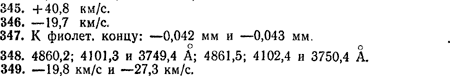 345. +40,8 км/с.
346. —19,7 км/с.
347. К фиолет. концу: —0,042 мм и —0,043 мм.
348. 4860,2; 4101,3 и 3749,4 Å; 4861,5; 4102,4 и 3750,4 Å.
349. —19,8 км/с и —27,3 км/с.